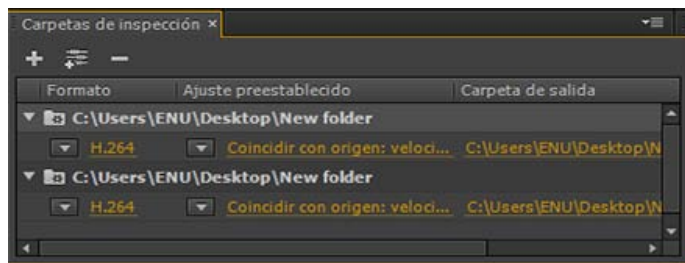 Carpetas de inspección
Formato Ajuste preestablecido Carpeta de salida
C:\Users\ENU\Desktop\New folder
H.264 Coincidir con origen: veloci... C:\Users\ENU\Desktop\N
C:\Users\ENU\Desktop\New folder
H.264 Coincidir con origen: veloci... C:\Users\ENU\Desktop\N